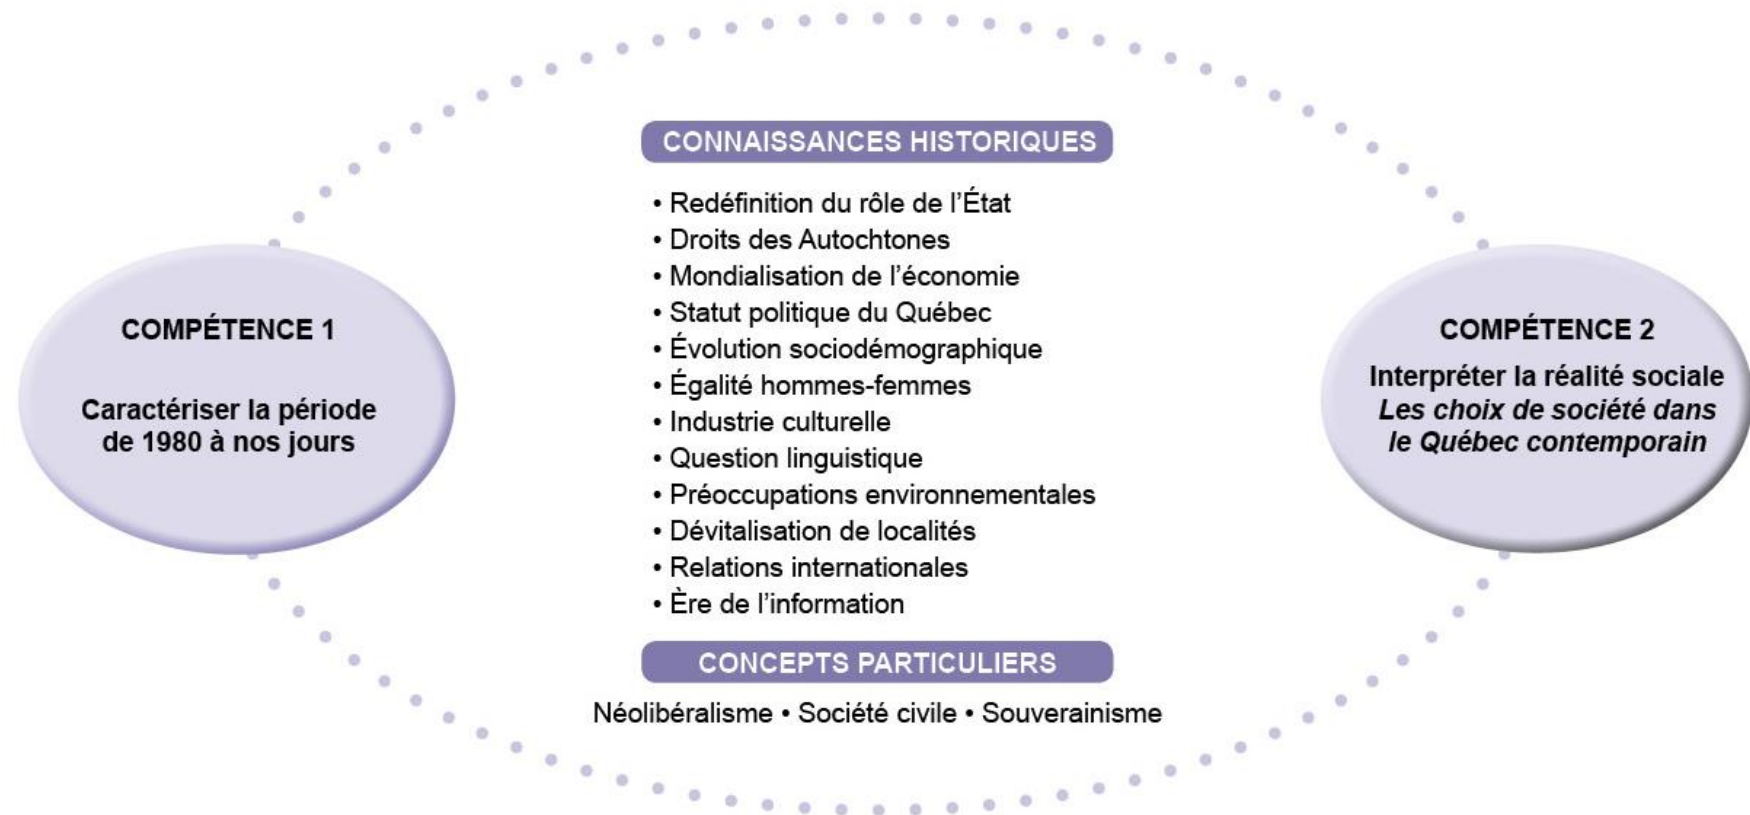 CONNAISSANCES HISTORIQUES
• Redéfinition du rôle de l’État
• Droits des Autochtones
• Mondialisation de l’économie
• Statut politique du Québec
• Évolution sociodémographique
• Égalité hommes-femmes
• Industrie culturelle
• Question linguistique
• Préoccupations environnementales
• Dévitalisation de localités
• Relations internationales
• Ère de l’information
COMPÉTENCE 1
Caractériser la période
de 1980 à nos jours
COMPÉTENCE 2
Interpréter la réalité sociale
Les choix de société dans
le Québec contemporain
CONCEPTS PARTICULIERS
Néolibéralisme • Société civile • Souverainisme